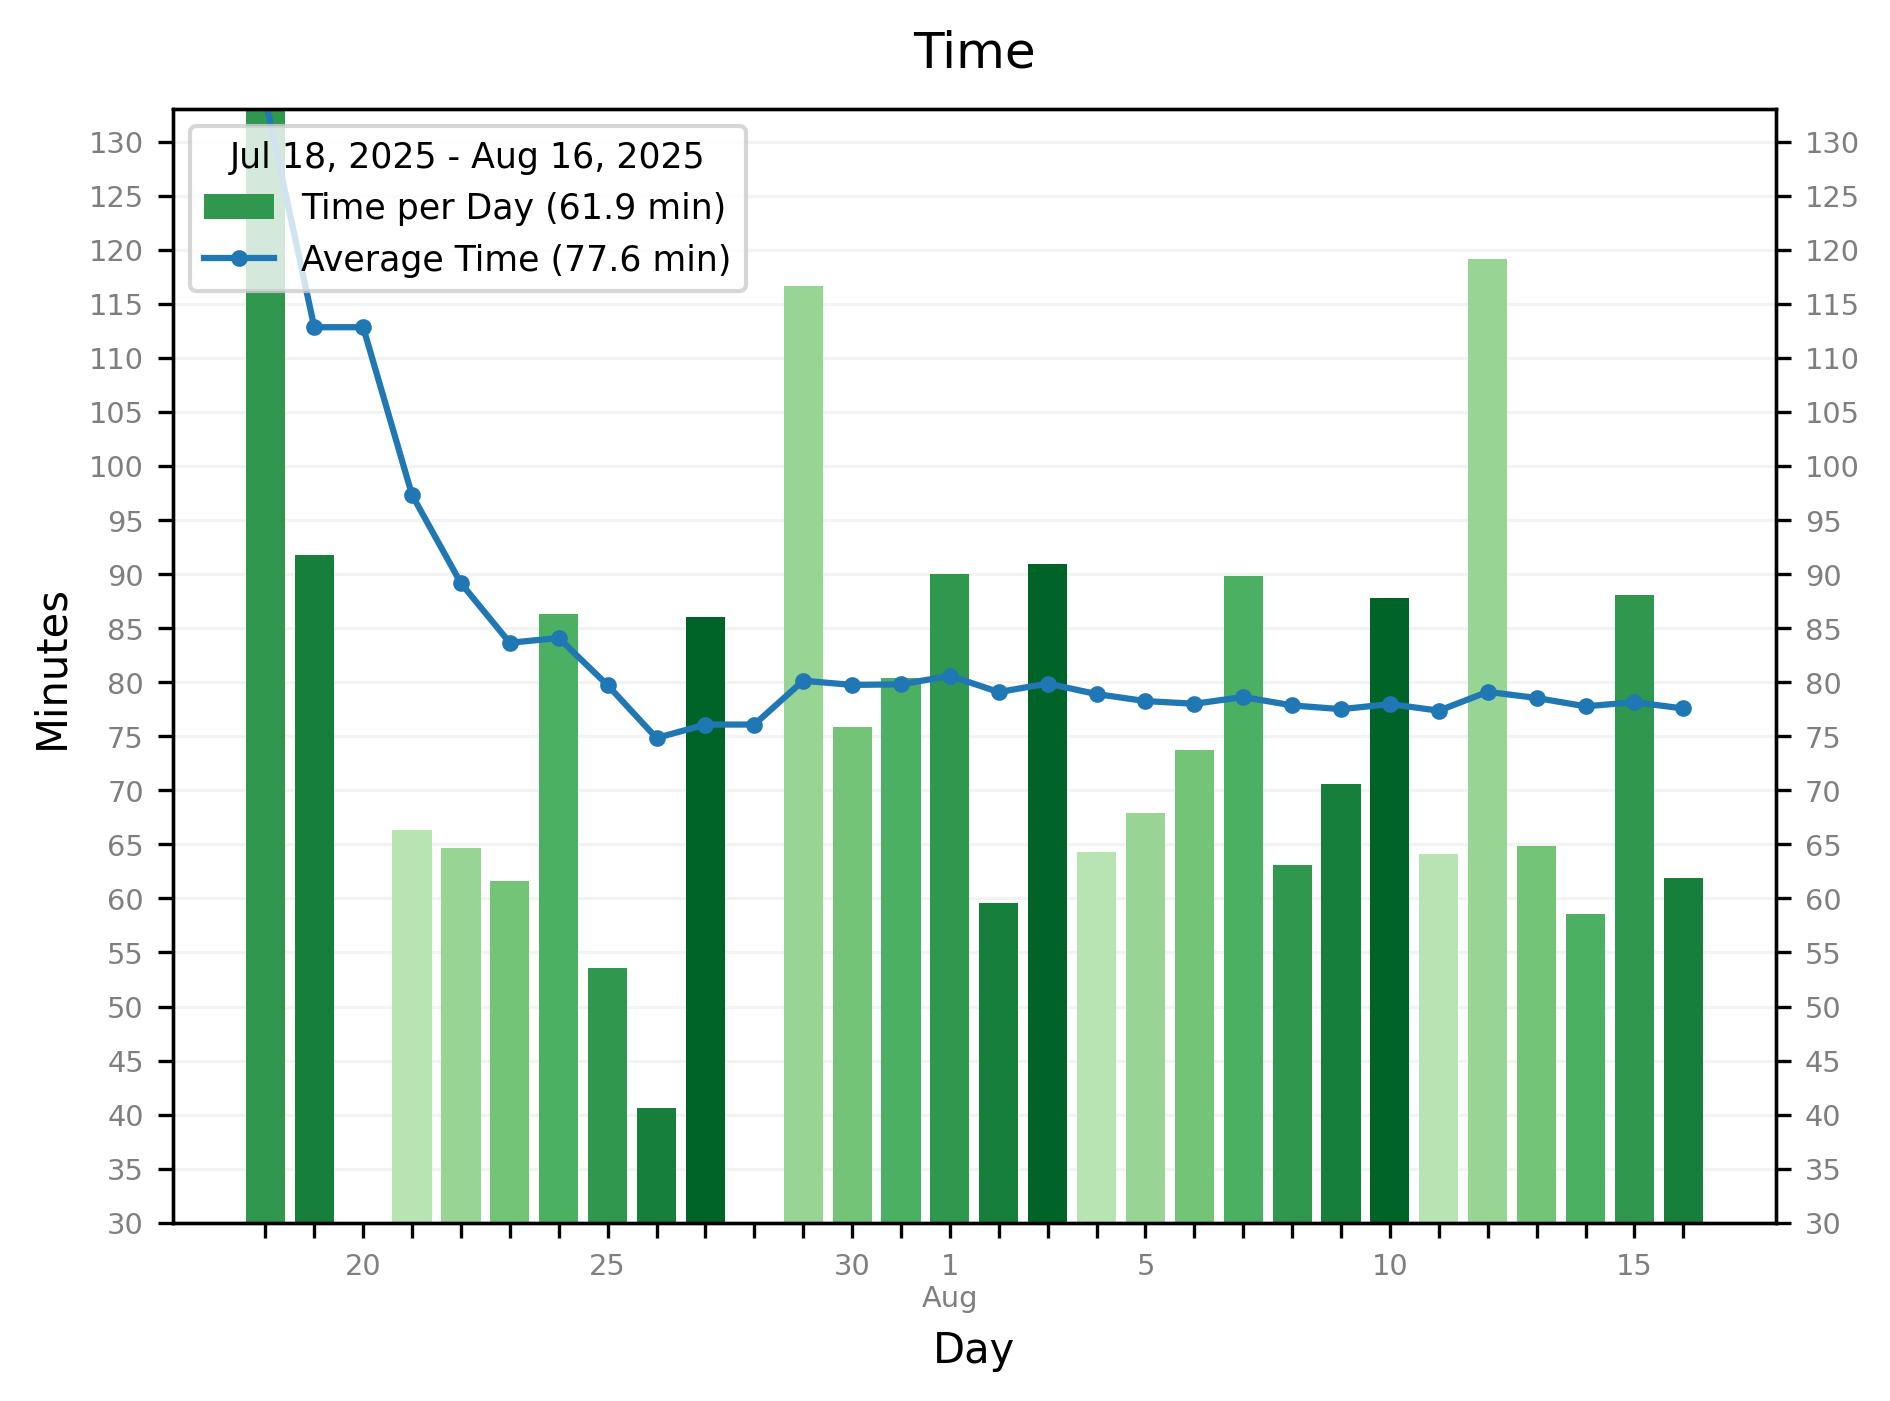 Time
Jul 18, 2025 - Aug 16, 2025
Time per Day (61.9 min)
Average Time (77.6 min)
Minutes
130 130
125 125
120 120
115 115
110 110
105 105
100 100
95 95
90 90
85 85
80 80
75 75
70 70
65 65
60 60
55 55
50 50
45 45
40 40
35 35
30 30
20 25 30 1 5 10 15
Aug
Day